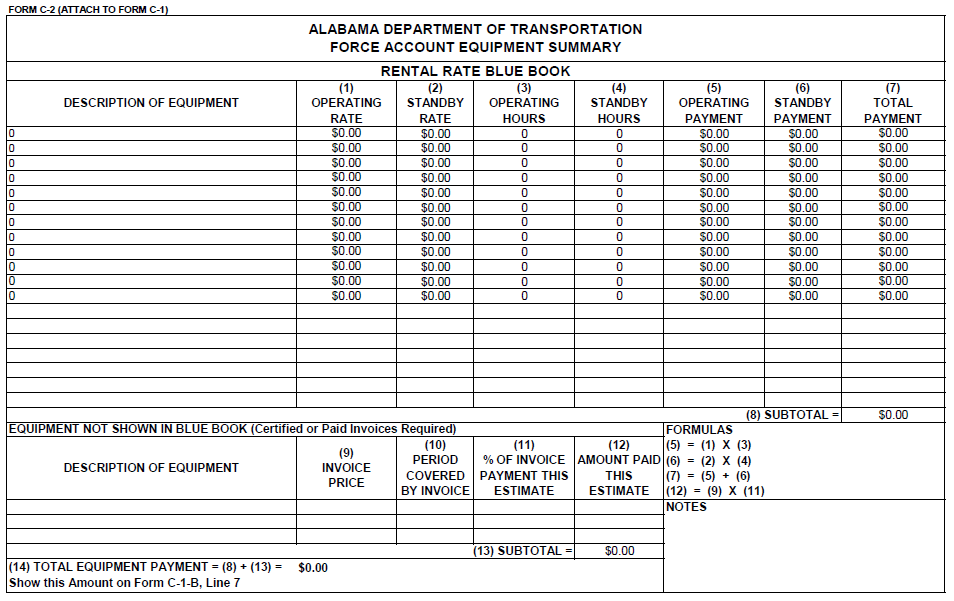 FORM C-2 (ATTACH TO FORM C-1)
ALABAMA DEPARTMENT OF TRANSPORTATION
FORCE ACCOUNT EQUIPMENT SUMMARY
RENTAL RATE BLUE BOOK
DESCRIPTION OF EQUIPMENT (1) OPERATING RATE (2) STANDBY RATE (3) OPERATING HOURS (4) STANDBY HOURS (5) OPERATING PAYMENT (6) STANDBY PAYMENT (7) TOTAL PAYMENT
0 $0.00 $0.00 0 0 $0.00 $0.00 $0.00
0 $0.00 $0.00 0 0 $0.00 $0.00 $0.00
0 $0.00 $0.00 0 0 $0.00 $0.00 $0.00
0 $0.00 $0.00 0 0 $0.00 $0.00 $0.00
0 $0.00 $0.00 0 0 $0.00 $0.00 $0.00
0 $0.00 $0.00 0 0 $0.00 $0.00 $0.00
0 $0.00 $0.00 0 0 $0.00 $0.00 $0.00
0 $0.00 $0.00 0 0 $0.00 $0.00 $0.00
0 $0.00 $0.00 0 0 $0.00 $0.00 $0.00
0 $0.00 $0.00 0 0 $0.00 $0.00 $0.00
0 $0.00 $0.00 0 0 $0.00 $0.00 $0.00
0 $0.00 $0.00 0 0 $0.00 $0.00 $0.00
(8) SUBTOTAL = $0.00
EQUIPMENT NOT SHOWN IN BLUE BOOK (Certified or Paid Invoices Required)
DESCRIPTION OF EQUIPMENT (9) INVOICE PRICE (10) PERIOD COVERED BY INVOICE (11) % OF INVOICE PAYMENT THIS ESTIMATE (12) AMOUNT PAID THIS ESTIMATE
FORMULAS
(5) = (1) X (3)
(6) = (2) X (4)
(7) = (5) + (6)
(12) = (9) X (11)
NOTES
(13) SUBTOTAL = $0.00
(14) TOTAL EQUIPMENT PAYMENT = (8) + (13) = $0.00
Show this Amount on Form C-1-B, Line 7